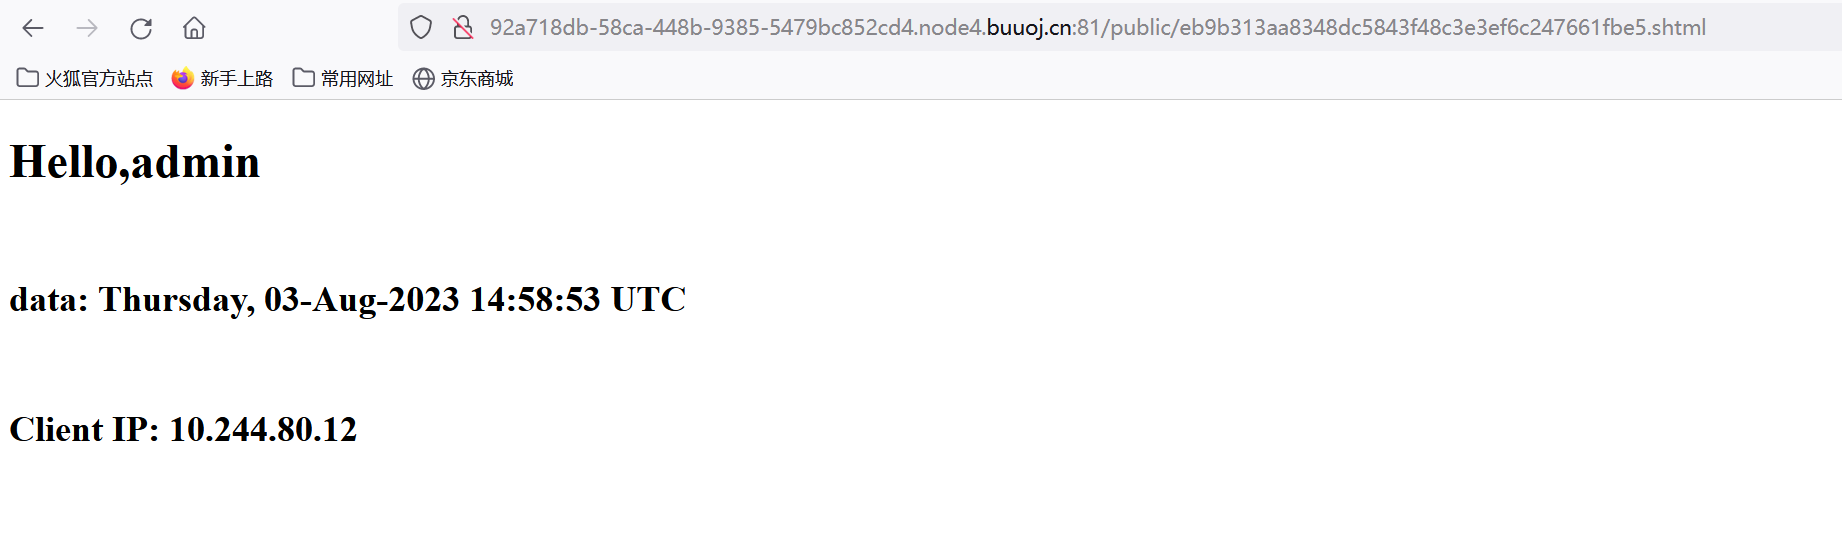 92a718db-58ca-448b-9385-5479bc852cd4.node4.buuoj.cn:81/public/eb9b313aa8348dc5843f48c3e3ef6c247661fbe5.shtml
火狐官方站点 新手上路 常用网址 京东商城
Hello,admin
data: Thursday, 03-Aug-2023 14:58:53 UTC
Client IP: 10.244.80.12